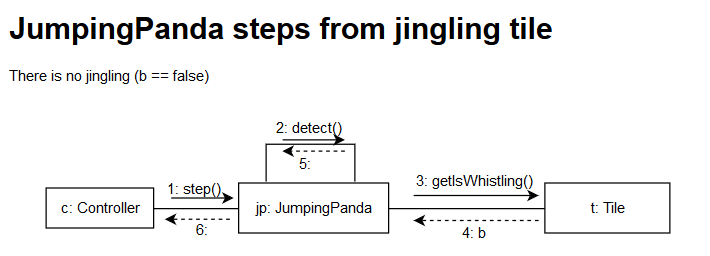 JumpingPanda steps from jingling tile
There is no jingling (b == false)
2: detect()
5:
1: step()
3: getIsWhistling()
c: Controller
jp: JumpingPanda
t: Tile
6:
4: b